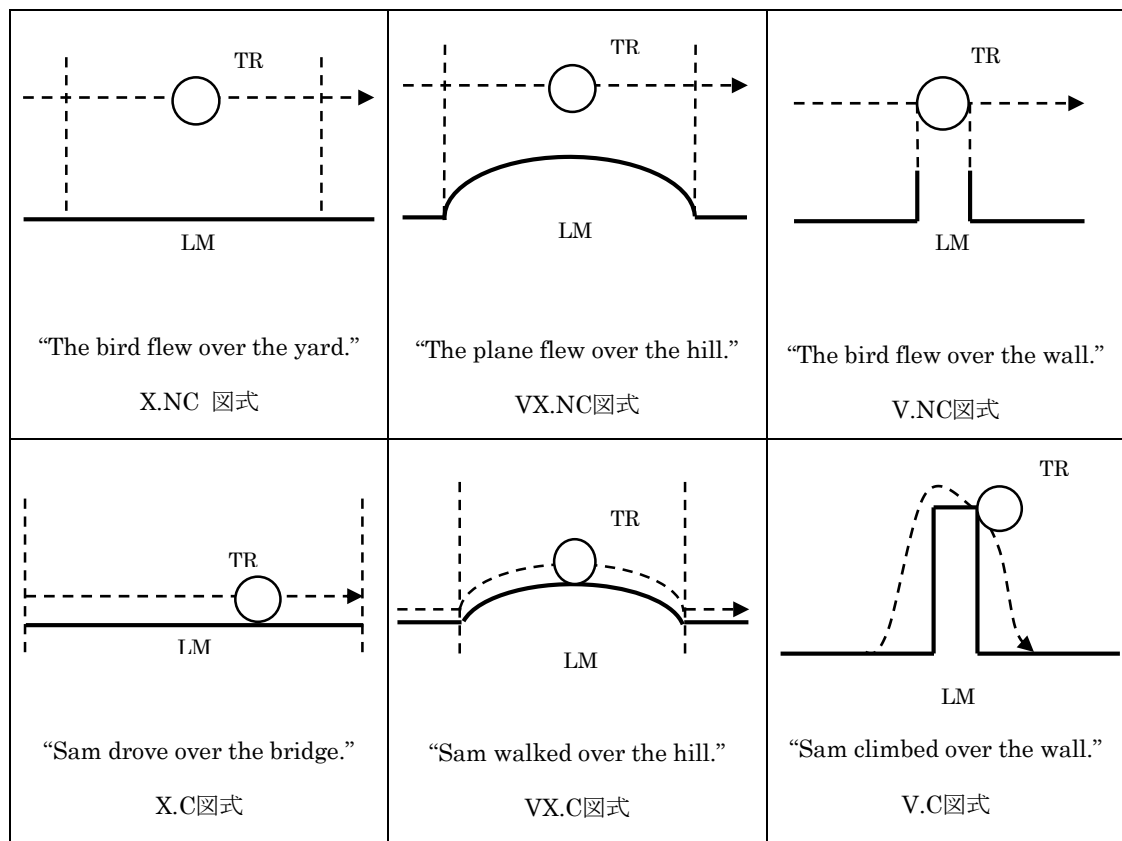 TR
LM
“The bird flew over the yard.”
X.NC 図式
TR
LM
“The plane flew over the hill.”
VX.NC図式
TR
LM
“The bird flew over the wall.”
V.NC図式
TR
LM
“Sam drove over the bridge.”
X.C図式
TR
LM
“Sam walked over the hill.”
VX.C図式
TR
LM
“Sam climbed over the wall.”
V.C図式